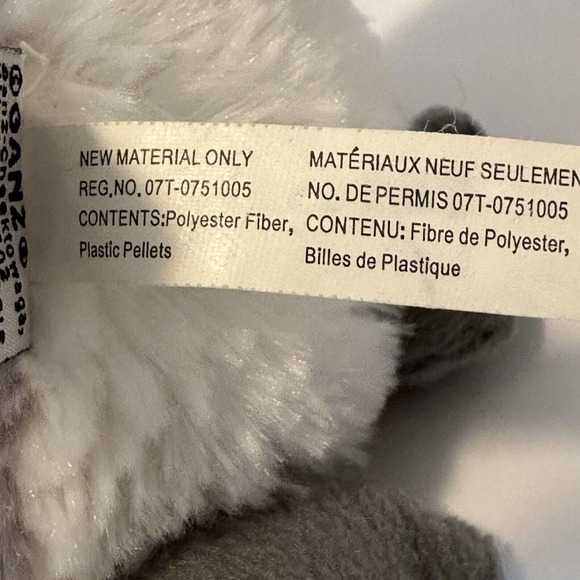 ©GANZ®
NEW MATERIAL ONLY
REG.NO. 07T-0751005
CONTENTS:Polyester Fiber,
Plastic Pellets
MATÉRIAUX NEUF SEULEMEN
NO. DE PERMIS 07T-0751005
CONTENU: Fibre de Polyester,
Billes de Plastique